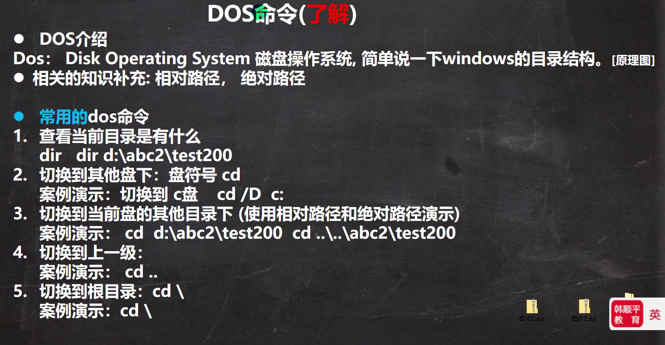 DOS命令(了解)
● DOS介绍
Dos： Disk Operating System 磁盘操作系统, 简单说一下windows的目录结构。[原理图]
● 相关的知识补充: 相对路径， 绝对路径
● 常用的dos命令
1. 查看当前目录是有什么
dir dir d:\abc2\test200
2. 切换到其他盘下：盘符号 cd
案例演示：切换到 c盘 cd /D c:
3. 切换到当前盘的其他目录下 (使用相对路径和绝对路径演示)
案例演示： cd d:\abc2\test200 cd ..\..\abc2\test200
4. 切换到上一级：
案例演示： cd ..
5. 切换到根目录：cd \
案例演示：cd \
韩顺平
教育
英